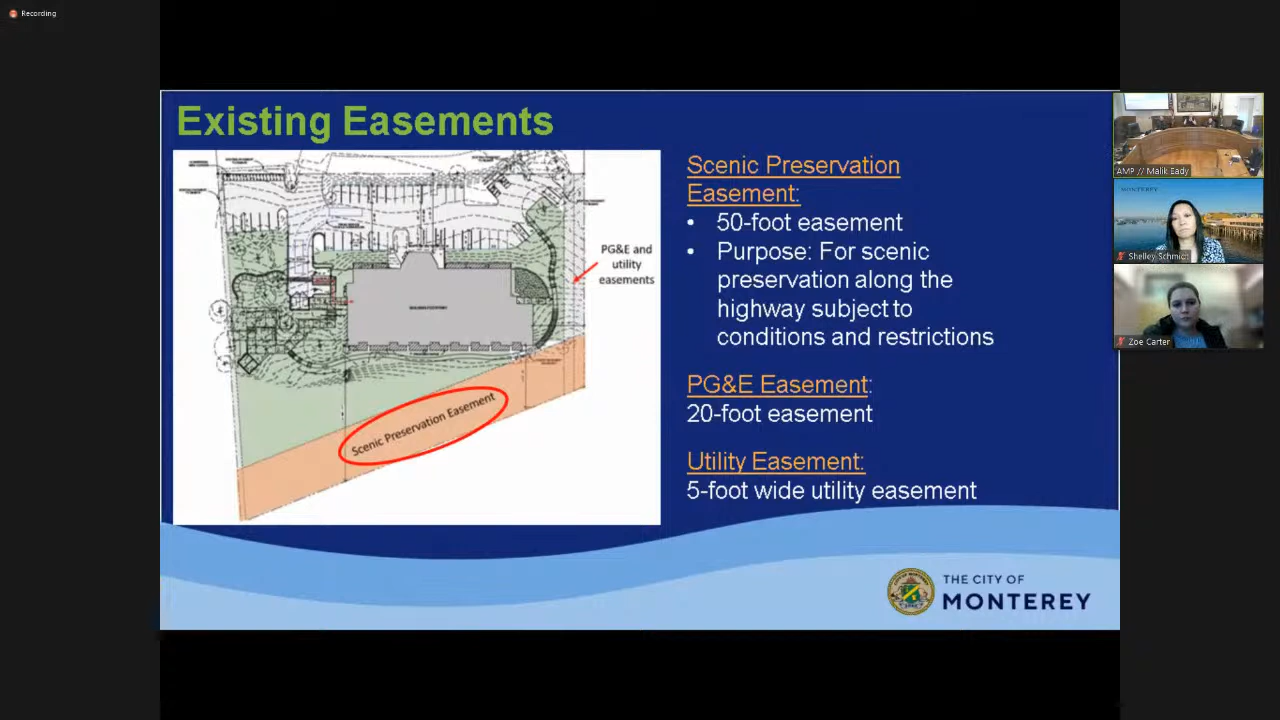 Recording
Existing Easements
PG&E and
utility
easements
Scenic Preservation Easement
Scenic Preservation
Easement:
• 50-foot easement
• Purpose: For scenic
preservation along the
highway subject to
conditions and restrictions
PG&E Easement:
20-foot easement
Utility Easement:
5-foot wide utility easement
THE CITY OF
MONTEREY
AMP // Malik Eady
MONTEREY
Shelley Schmidt
Zoe Carter